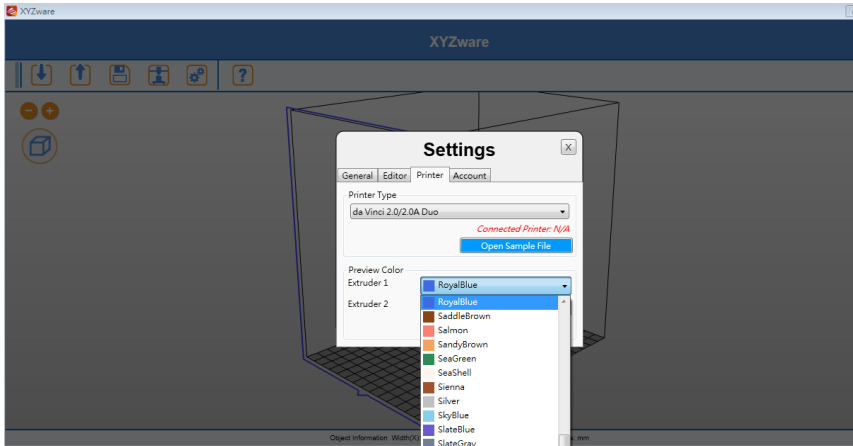 XYZware
XYZware
?
Settings
X
General Editor Printer Account
Printer Type
da Vinci 2.0/2.0A Duo
Connected Printer: N/A
Open Sample File
Preview Color
Extruder 1
RoyalBlue
Extruder 2
RoyalBlue
SaddleBrown
Salmon
SandyBrown
SeaGreen
SeaShell
Sienna
Silver
SkyBlue
SlateBlue
SlateGray
Object Information Width(X)
mm